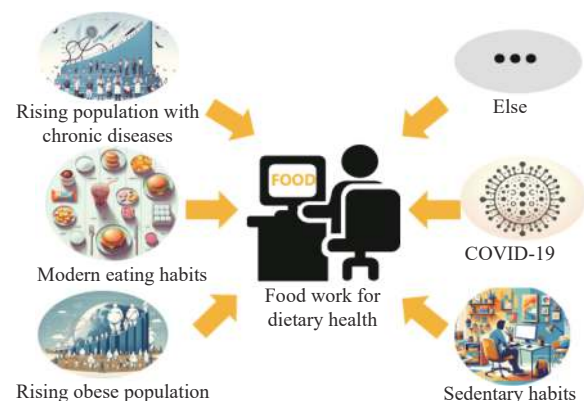 Rising population with
chronic diseases
Else
FOOD
Modern eating habits
COVID-19
Food work for
dietary health
Rising obese population
Sedentary habits